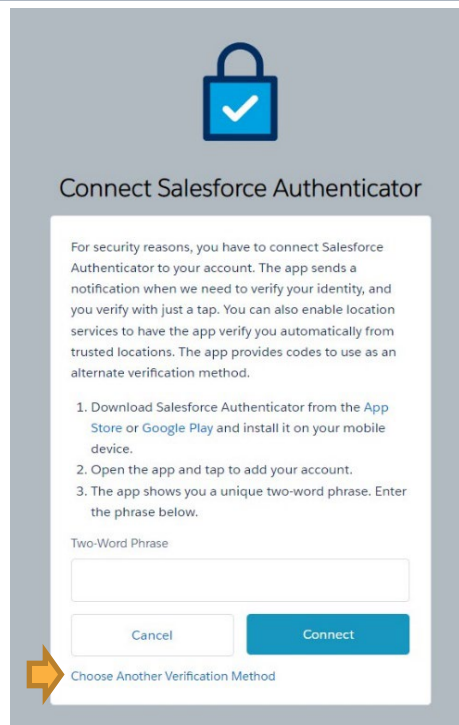 Connect Salesforce Authenticator
For security reasons, you have to connect Salesforce
Authenticator to your account. The app sends a
notification when we need to verify your identity, and
you verify with just a tap. You can also enable location
services to have the app verify you automatically from
trusted locations. The app provides codes to use as an
alternate verification method.
1. Download Salesforce Authenticator from the App
Store or Google Play and install it on your mobile
device.
2. Open the app and tap to add your account.
3. The app shows you a unique two-word phrase. Enter
the phrase below.
Two-Word Phrase
Cancel
Connect
Choose Another Verification Method